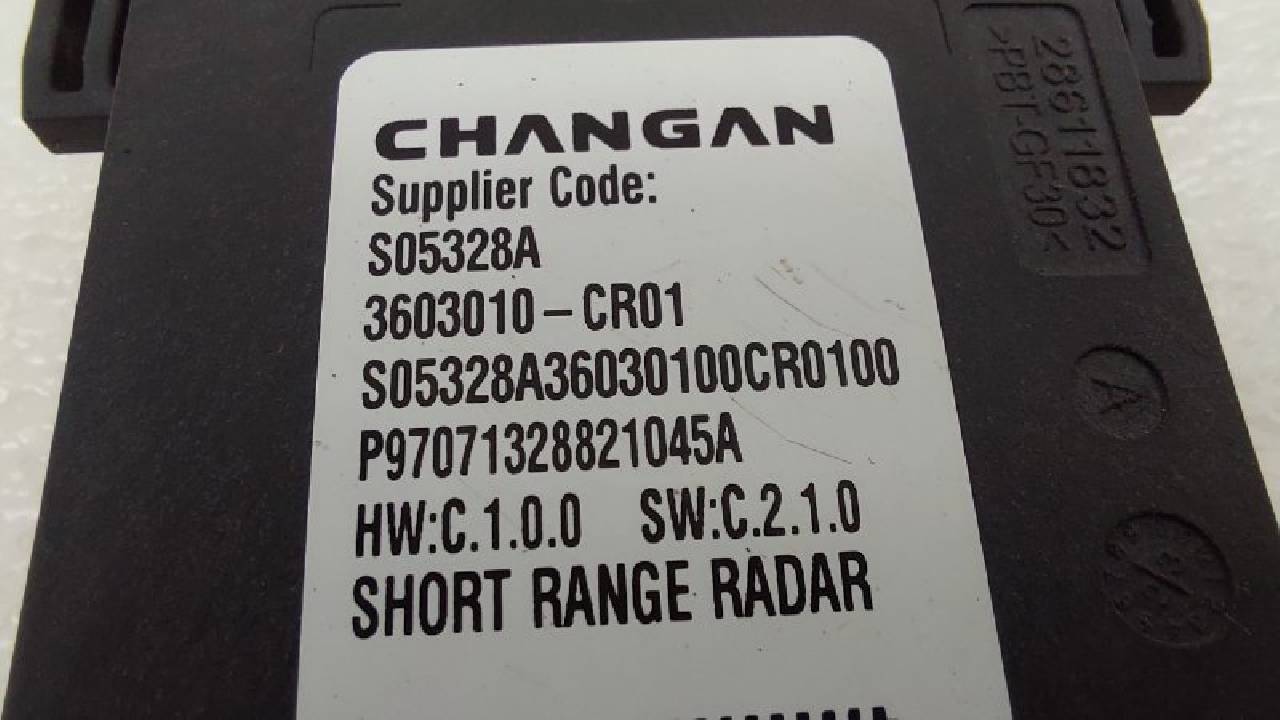 CHANGAN
Supplier Code:
S05328A
3603010-CR01
S05328A36030100CR0100
P97071328821045A
HW:C.1.0.0 SW:C.2.1.0
SHORT RANGE RADAR
28611832
>PBT-GF30<
A